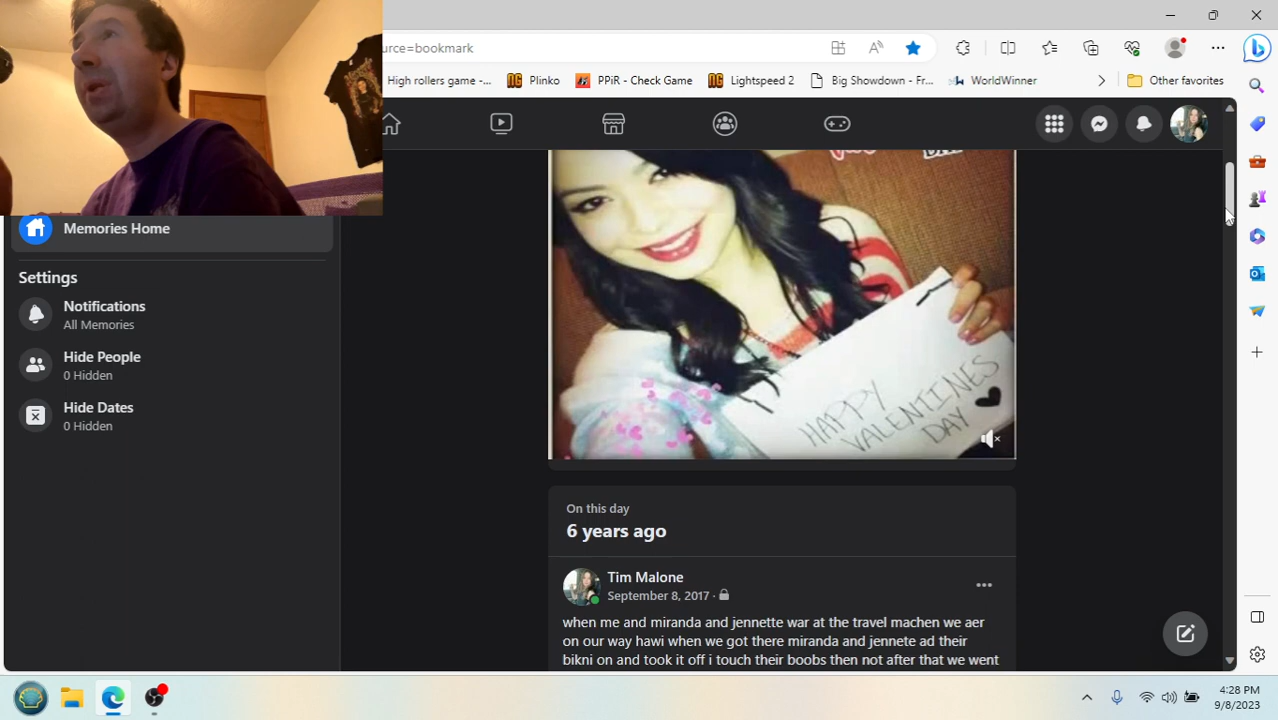 urce=bookmark
High rollers game -... Plinko PPiR - Check Game Lightspeed 2 Big Showdown - Fr... WorldWinner Other favorites
Memories Home
Settings
Notifications
All Memories
Hide People
0 Hidden
Hide Dates
0 Hidden
HAPPY
VALENTINES
DAY
On this day
6 years ago
Tim Malone
September 8, 2017 ·
when me and miranda and jennette war at the travel machen we aer
on our way hawi when we got there miranda and jennete ad their
bikni on and took it off i touch their boobs then not after that we went
4:28 PM
9/8/2023